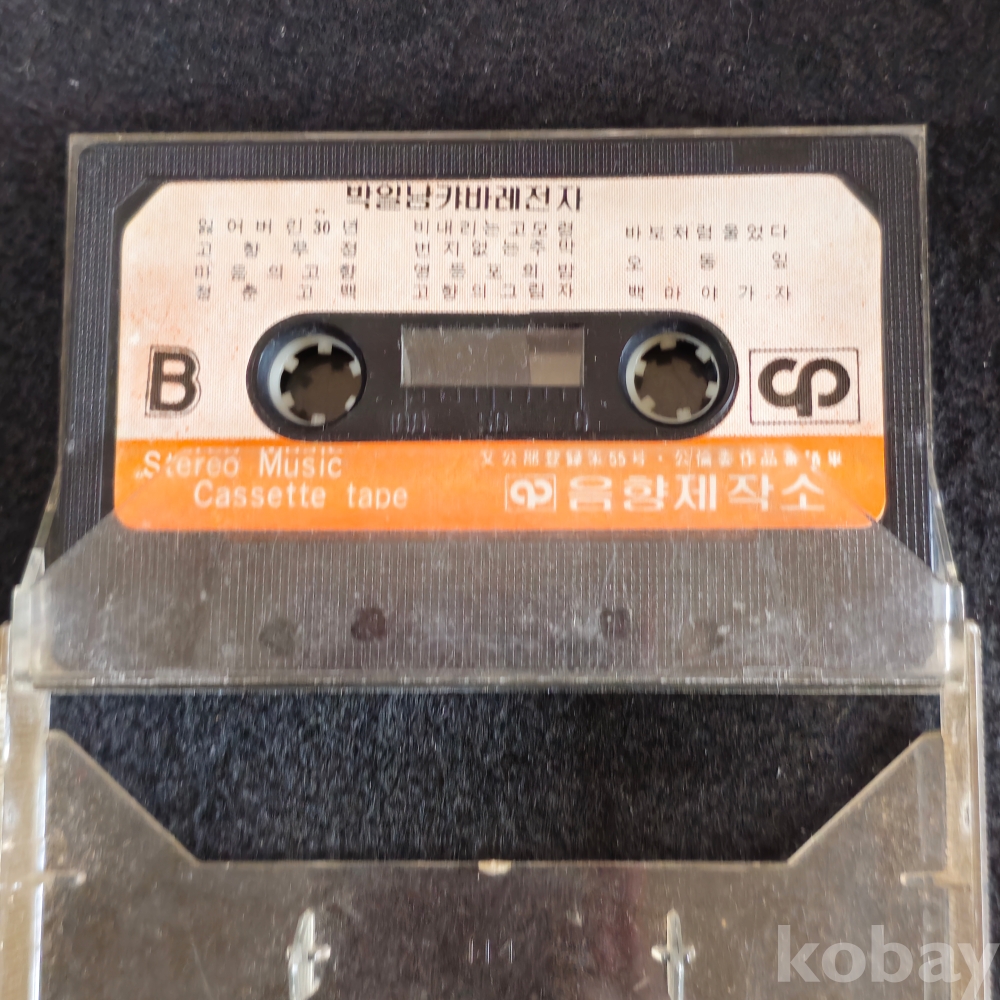 박일남캬바레전자
잃어버린30년
고향무정
마음의고향
청춘고백
비내리는고모령
번지없는주막
영등포의밤
고향의그림자
바보처럼울었다
오동잎
백마야가자
B
CP
Stereo Music
Cassette tape
CP 음향제작소
kobay